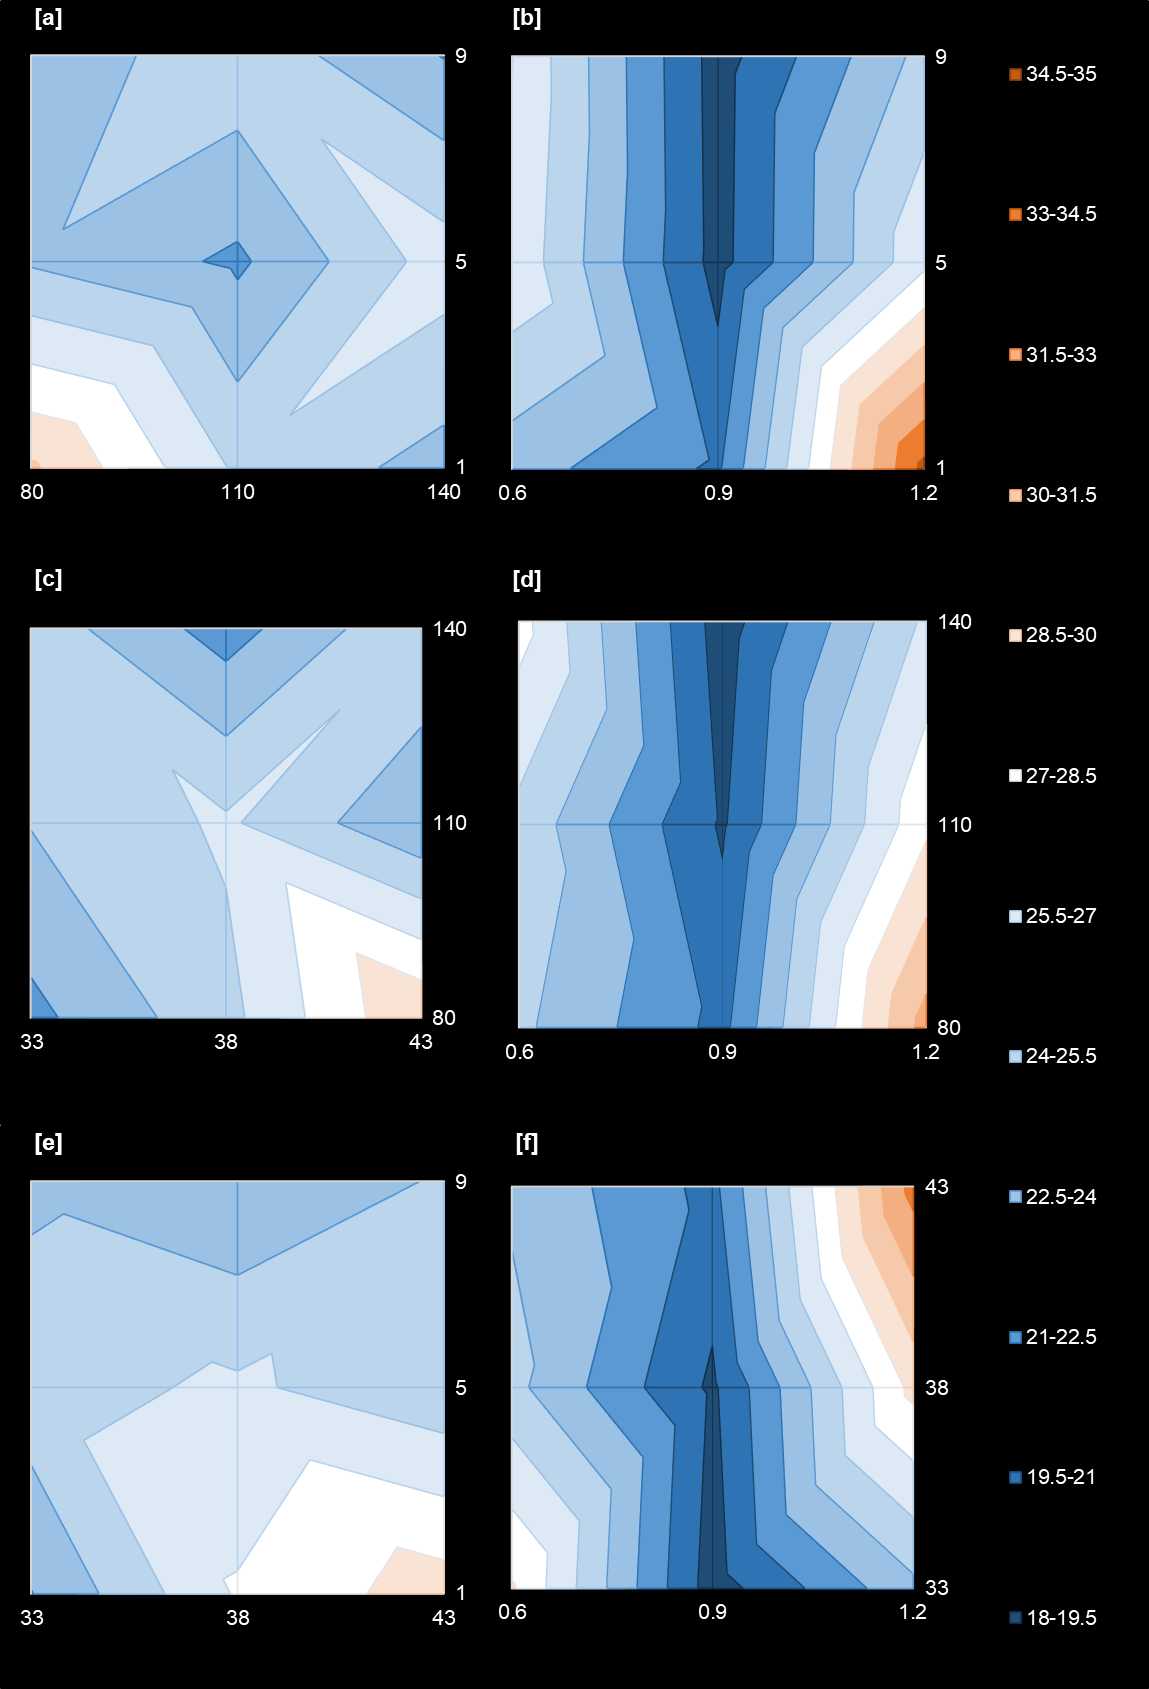 [a] [b]
9 9 34.5-35
33-34.5
5 5
31.5-33
1 1
80 110 140 0.6 0.9 1.2 30-31.5
[c] [d]
140 140 28.5-30
27-28.5
110 110
25.5-27
80 80
33 38 43 0.6 0.9 1.2 24-25.5
[e] [f]
9 43 22.5-24
21-22.5
5 38
19.5-21
1 33
33 38 43 0.6 0.9 1.2 18-19.5